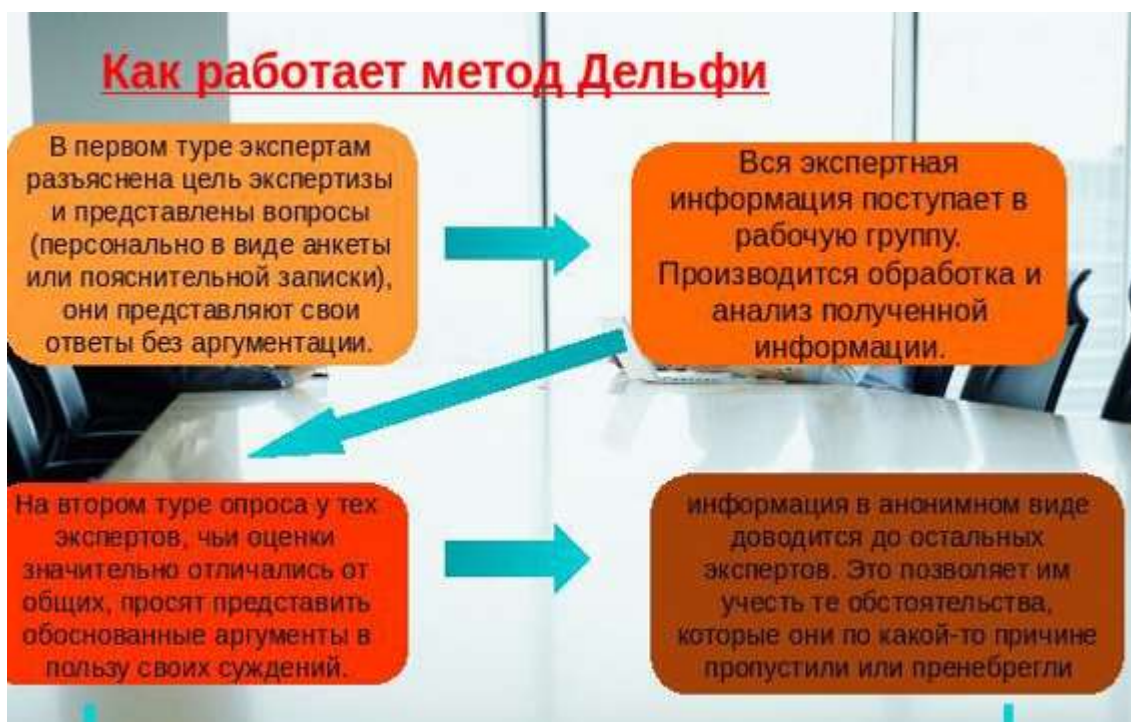 Как работает метод Дельфи
В первом туре экспертам
разъяснена цель экспертизы
и представлены вопросы
(персонально в виде анкеты
или пояснительной записки),
они представляют свои
ответы без аргументации.
Вся экспертная
информация поступает в
рабочую группу.
Производится обработка и
анализ полученной
информации.
На втором туре опроса у тех
экспертов, чьи оценки
значительно отличались от
общих, просят представить
обоснованные аргументы в
пользу своих суждений.
информация в анонимном виде
доводится до остальных
экспертов. Это позволяет им
учесть те обстоятельства,
которые они по какой-то причине
пропустили или пренебрегли